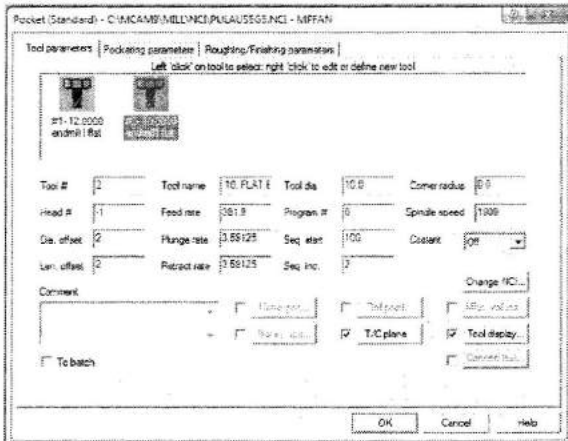 Pocket (Standard) - C:\MCAM9\MILL\NCI\PULAUSEGS.NCI - MPFAN
Tool parameters Pocketing parameters Roughing/Finishing parameters
Left 'click' on tool to select; right 'click' to edit or define new tool
#1- 12.0000
endmill1 flat
Tool # 2 Tool name 10. FLAT E Tool dia 10.0 Corner radius 0.0
Head # -1 Feed rate 381.9 Program # 0 Spindle speed 1909
Dia. offset 2 Plunge rate 3.58125 Seq. start 100 Coolant Off
Len. offset 2 Retract rate 3.58125 Seq. inc. 2
Change NCI...
Comment
T/C plane Tool display...
To batch
OK Cancel Help